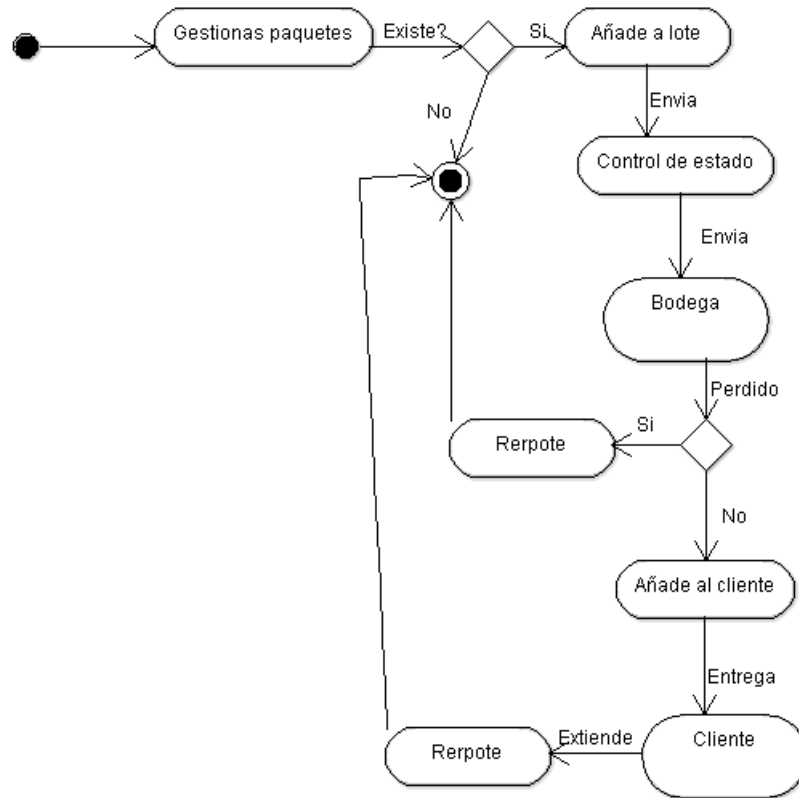 Gestionas paquetes
Existe?
Si
Añade a lote
No
Envia
Control de estado
Envia
Bodega
Perdido
Si
Rerpote
No
Añade al cliente
Entrega
Cliente
Extiende
Rerpote